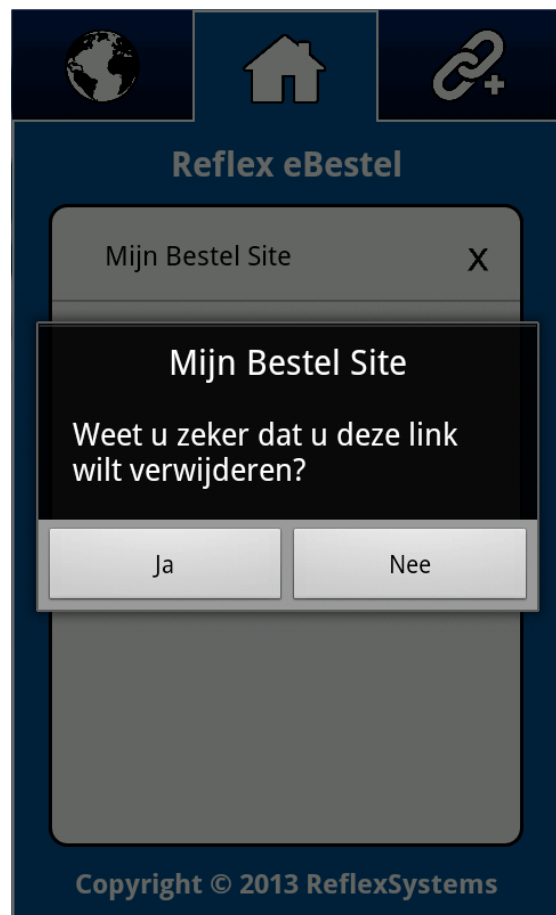 Reflex eBestel
Mijn Bestel Site
X
Mijn Bestel Site
Weet u zeker dat u deze link
wilt verwijderen?
Ja
Nee
Copyright © 2013 ReflexSystems